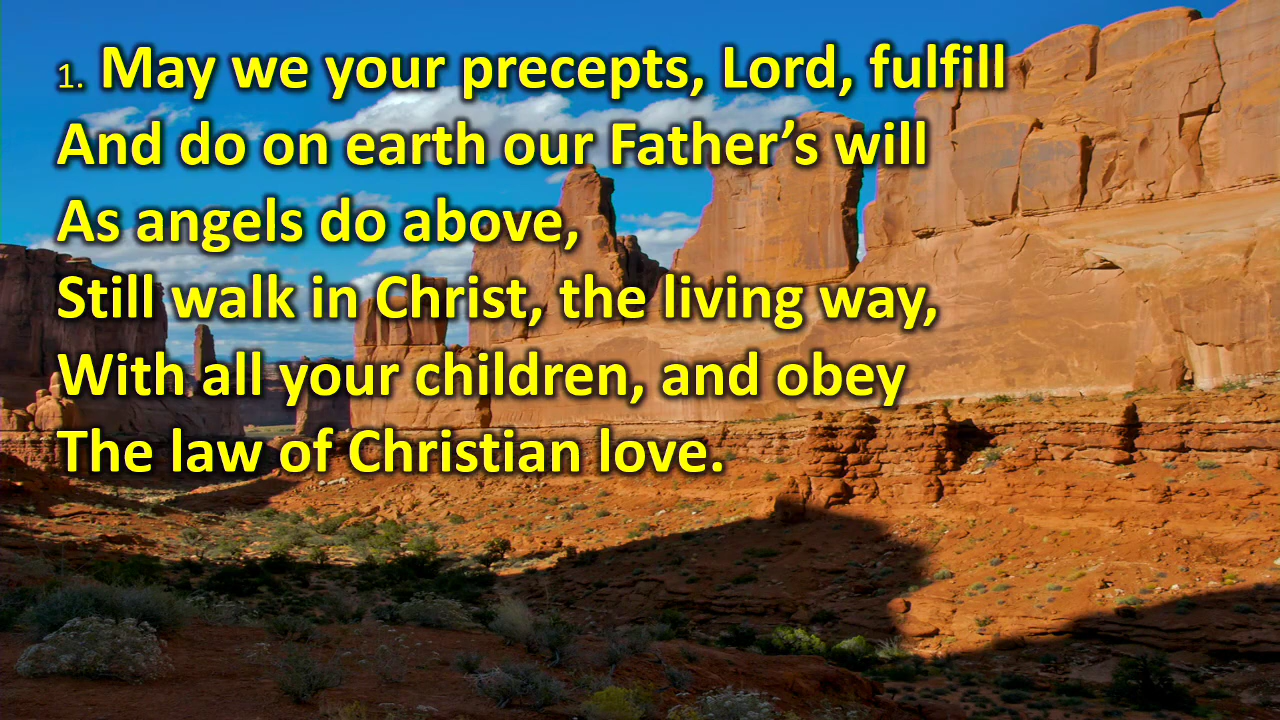 1. May we your precepts, Lord, fulfill
And do on earth our Father’s will
As angels do above,
Still walk in Christ, the living way,
With all your children, and obey
The law of Christian love.